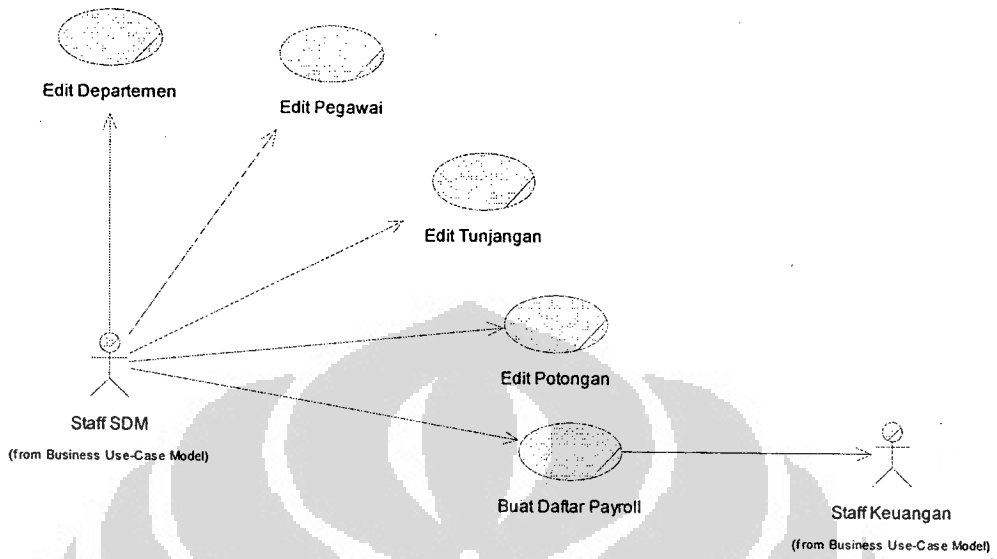 Edit Departemen
Edit Pegawai
Edit Tunjangan
Edit Potongan
Staff SDM
(from Business Use-Case Model)
Buat Daftar Payroll
Staff Keuangan
(from Business Use-Case Model)